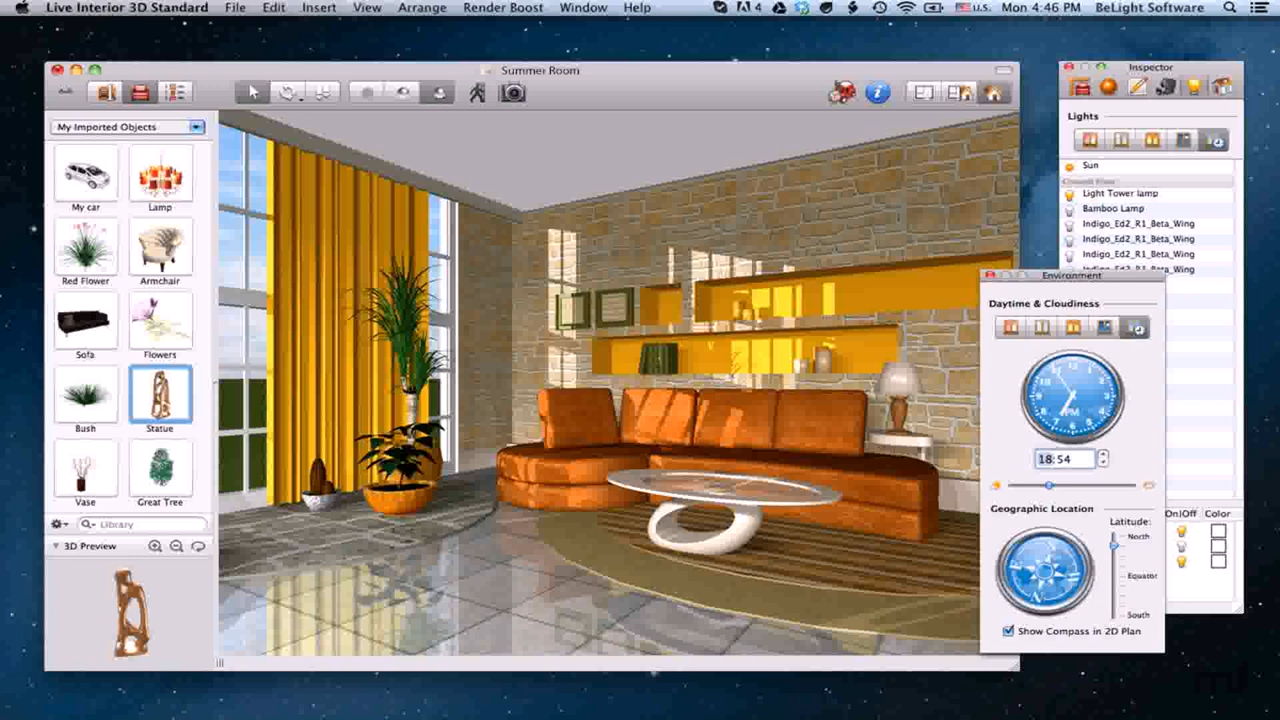 Live Interior 3D Standard File Edit Insert View Arrange Render Boost Window Help 4 U.S. Mon 4:46 PM BeLight Software
Summer Room
My Imported Objects
My car
Lamp
Red Flower
Armchair
Sofa
Flowers
Bush
Statue
Vase
Great Tree
Library
3D Preview
Inspector
Lights
Sun
Light Tower lamp
Bamboo Lamp
Indigo_Ed2_R1_Beta_Wing
Indigo_Ed2_R1_Beta_Wing
Indigo_Ed2_R1_Beta_Wing
Indigo_Ed2_R1_Beta_Wing
On|Off Color
Environment
Daytime & Cloudiness
PM
18:54
Geographic Location
Latitude:
North
Equator
South
N
Show Compass in 2D Plan